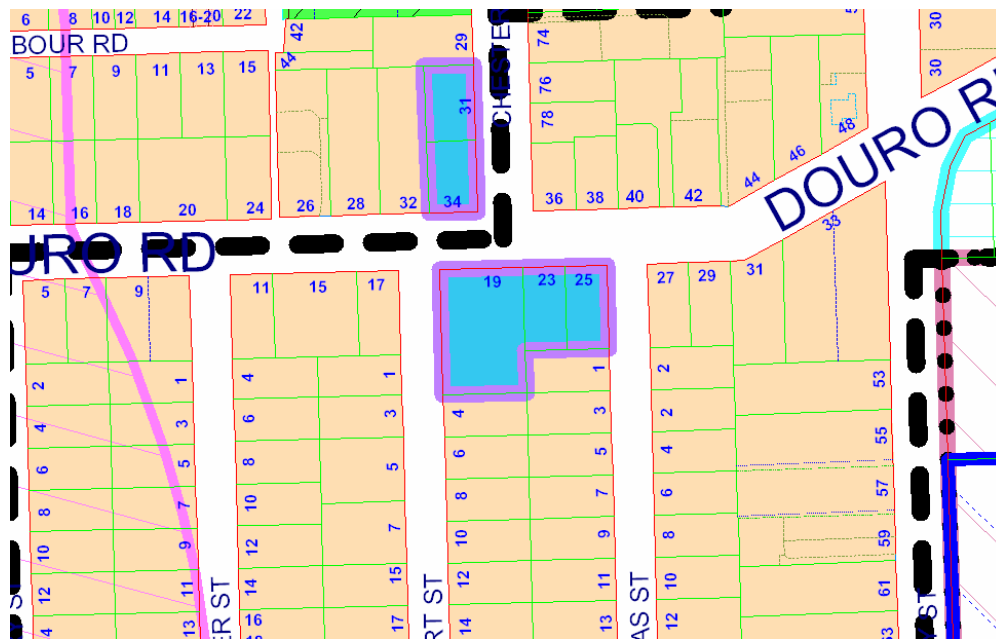 6 8 10 12 14 16-20 22
BOUR RD
42
44
29
CHESTER
74
76
78
30
30
5 7 9 11 13 15
31
48
46
44
DOURO R
14 16 18 20 24 26 28 32 34
36 38 40 42
33
URO RD
5 7 9 11 15 17 19 23 25 27 29 31
2 1 4 1 1 2 53
4 3 6 3 4 3 2 55
6 5 8 5 6 5 4 57
8 7 10 7 8 7 6 59
10 9 12 10 9 8
12 11 14 15 12 11 10 61
4 13 16 17 14 13 12 63
ER ST
RT ST
AS ST
ST